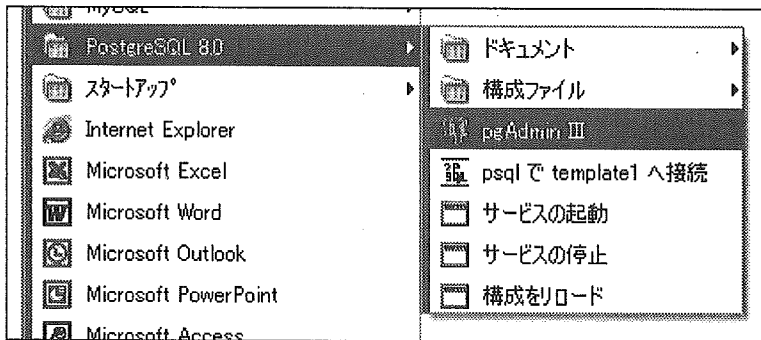 MySQL
PostgreSQL 8.0
スタートアップ
Internet Explorer
Microsoft Excel
Microsoft Word
Microsoft Outlook
Microsoft PowerPoint
Microsoft Access
ドキュメント
構成ファイル
pgAdmin III
psql で template1 へ接続
サービスの起動
サービスの停止
構成をリロード